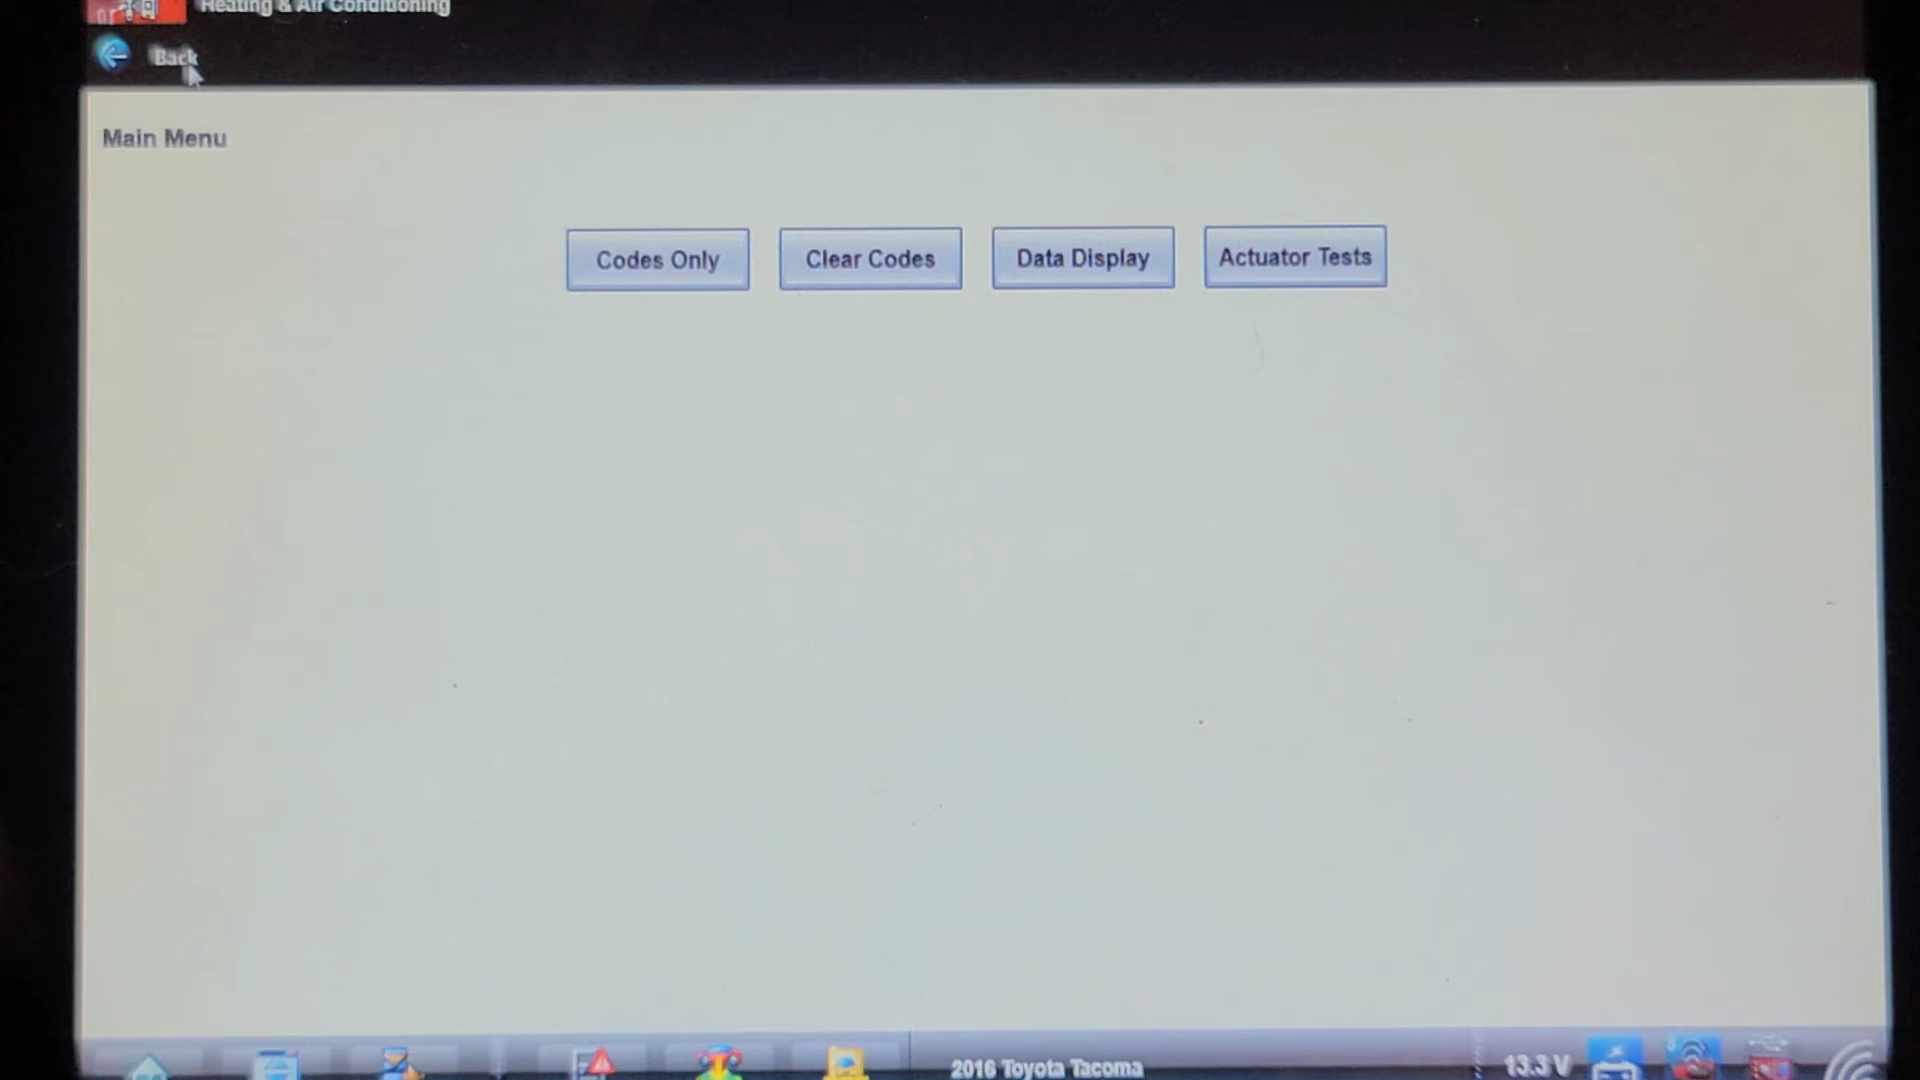 Heating & Air Conditioning
Back
Main Menu
Codes Only
Clear Codes
Data Display
Actuator Tests
2016 Toyota Tacoma
13.3 V